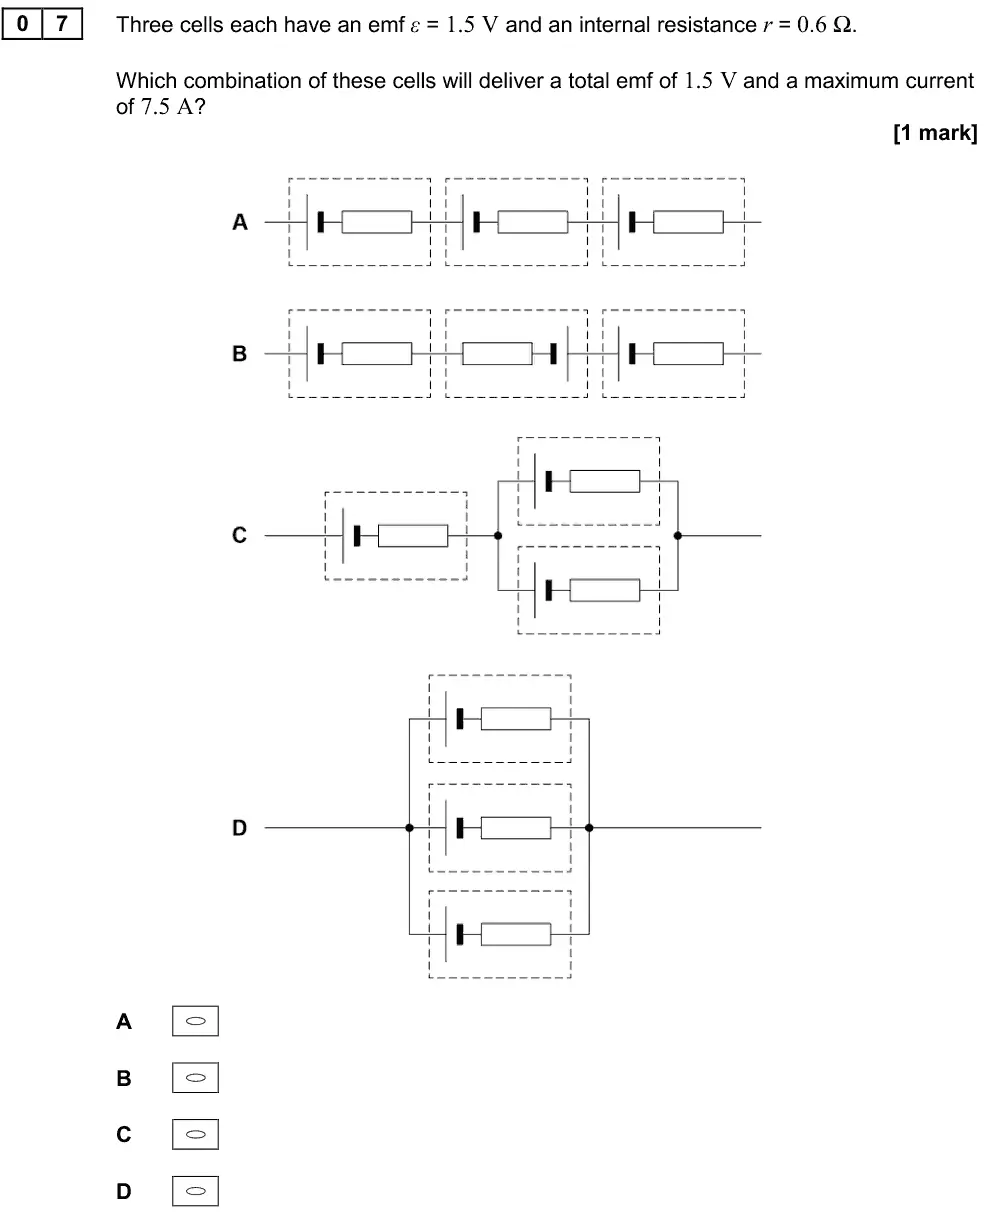 0 7 Three cells each have an emf ε = 1.5 V and an internal resistance r = 0.6 Ω.
Which combination of these cells will deliver a total emf of 1.5 V and a maximum current
of 7.5 A?
[1 mark]
A
B
C
D
A
B
C
D